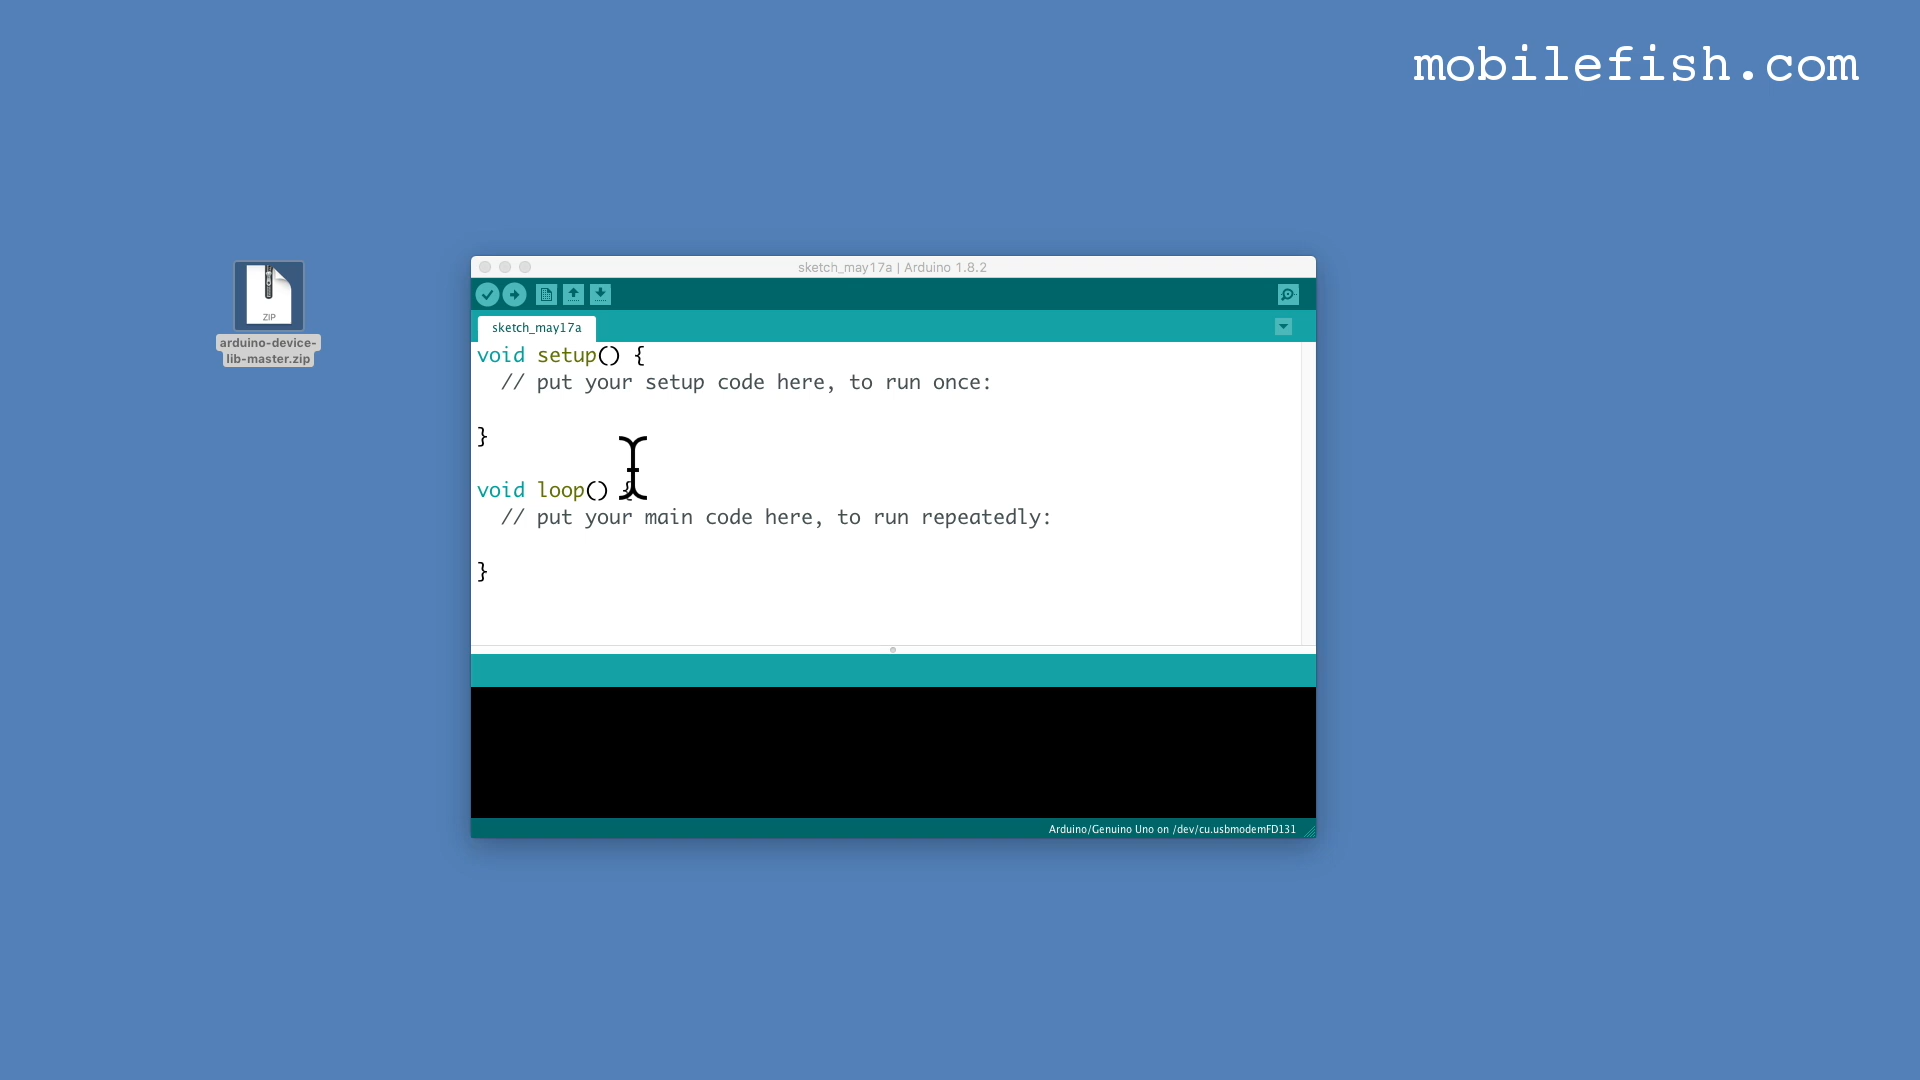 mobilefish.com
ZIP
arduino-device-
lib-master.zip
sketch_may17a | Arduino 1.8.2
sketch_may17a
void setup() {
  // put your setup code here, to run once:
}
void loop() {
  // put your main code here, to run repeatedly:
}
Arduino/Genuino Uno on /dev/cu.usbmodemFD131